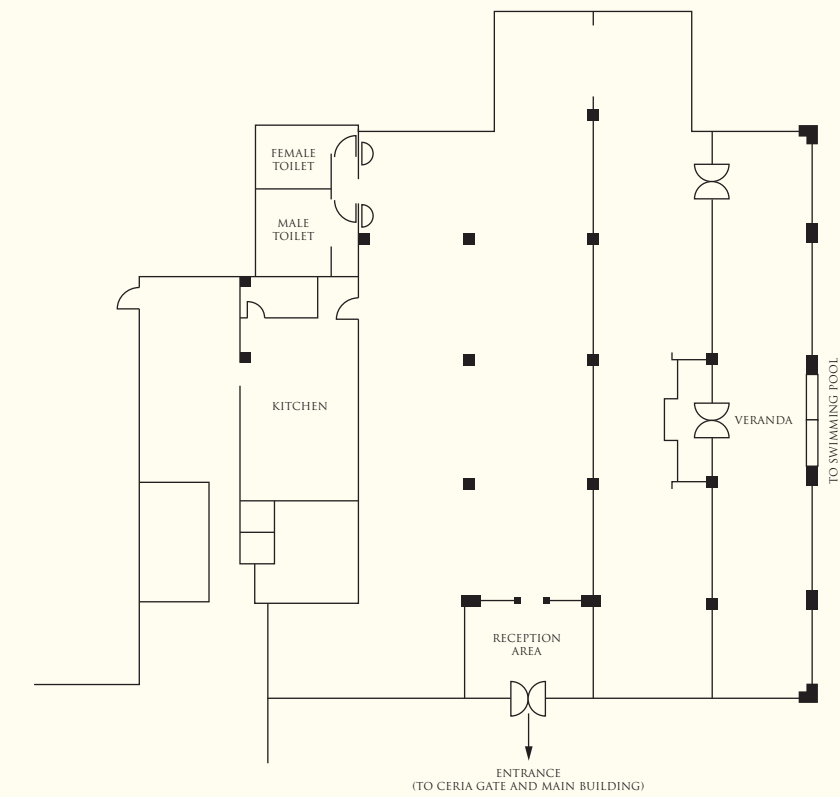 FEMALE
TOILET
MALE
TOILET
KITCHEN
VERANDA
TO SWIMMING POOL
RECEPTION
AREA
ENTRANCE
(TO CERIA GATE AND MAIN BUILDING)